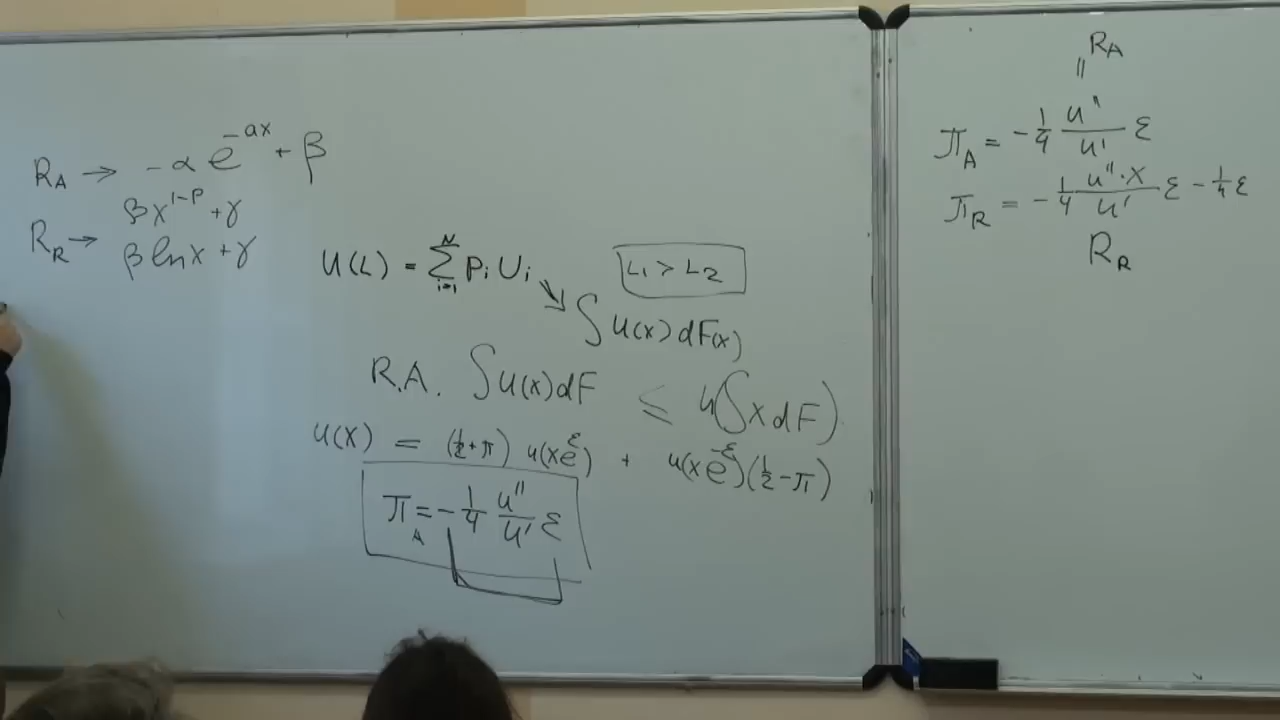 R_A → -α e^{-ax} + β
βx^{1-ρ} + γ
R_R →
β ln x + γ
U(L) = ∑_{i=1}^{N} p_i U_i
L_1 > L_2
∫ u(x) dF(x)
R.A. ∫ u(x) dF ≤ u(∫ x dF)
u(x) = (1/2 + π) u(xe^ε) + u(xe^{-ε})(1/2 - π)
π_A = -1/4 u''/u' ε
R_A
||
π_A = -1/4 u''/u' ε
π_R = -1/4 u''·x/u' ε - 1/4 ε
R_R